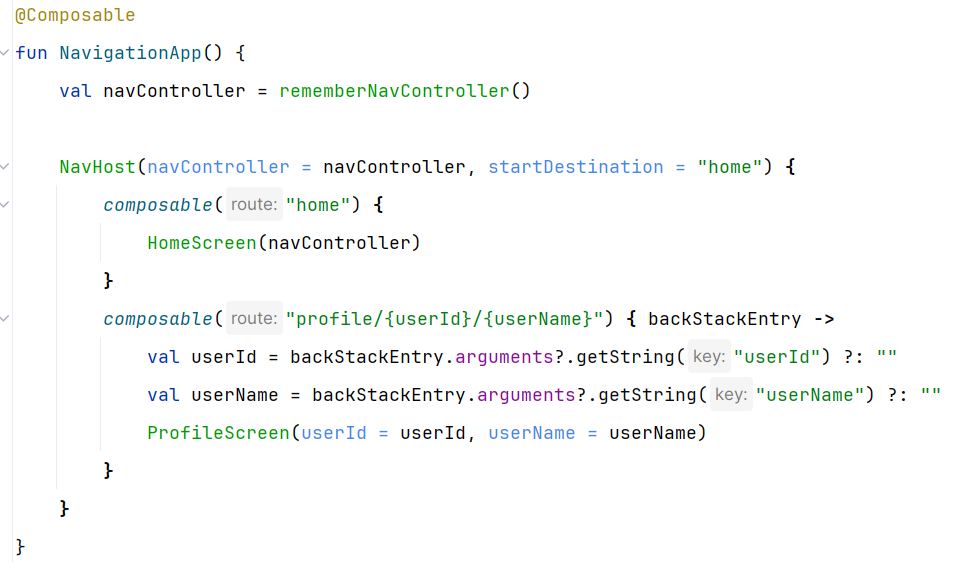 @Composable
fun NavigationApp() {
    val navController = rememberNavController()
    NavHost(navController = navController, startDestination = "home") {
        composable( route: "home") {
            HomeScreen(navController)
        }
        composable( route: "profile/{userId}/{userName}") { backStackEntry ->
            val userId = backStackEntry.arguments?.getString( key: "userId") ?: ""
            val userName = backStackEntry.arguments?.getString( key: "userName") ?: ""
            ProfileScreen(userId = userId, userName = userName)
        }
    }
}